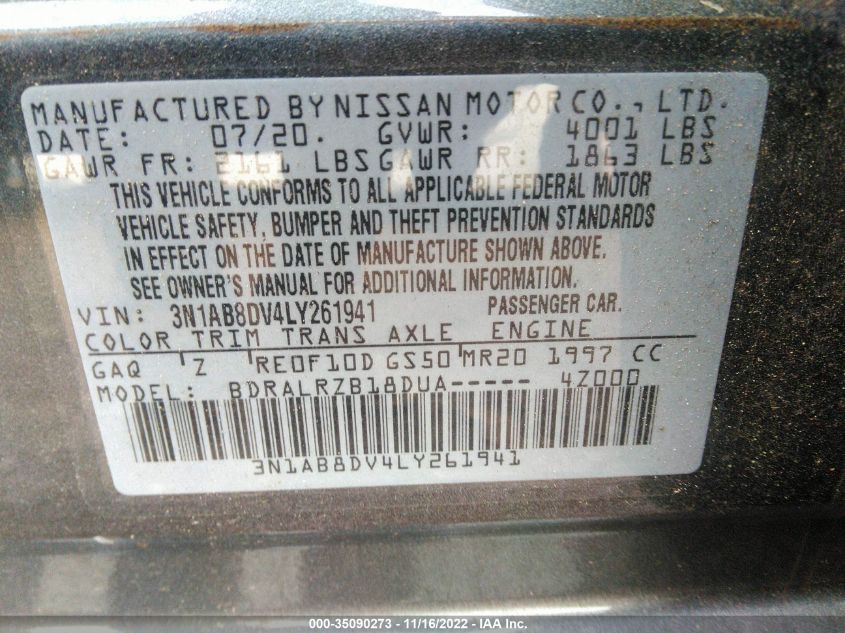 MANUFACTURED BY NISSAN MOTOR CO., LTD.
DATE: 07/20. GVWR: 4001 LBS
GAWR FR: 2161 LBS GAWR RR: 1863 LBS
THIS VEHICLE CONFORMS TO ALL APPLICABLE FEDERAL MOTOR
VEHICLE SAFETY, BUMPER AND THEFT PREVENTION STANDARDS
IN EFFECT ON THE DATE OF MANUFACTURE SHOWN ABOVE.
SEE OWNER'S MANUAL FOR ADDITIONAL INFORMATION.
VIN: 3N1AB8DV4LY261941 PASSENGER CAR.
COLOR TRIM TRANS AXLE ENGINE
GAQ Z RE0F10D GS50 MR20 1997 CC
MODEL: BDRALRZB18DUA----- 4Z000
3N1AB8DV4LY261941
000-35090273 - 11/16/2022 - IAA Inc.